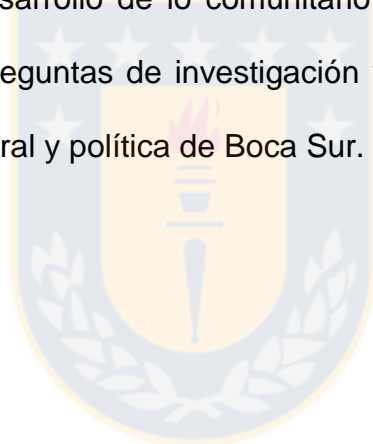 sarrollo de lo comunitario
eguntas de investigación
ral y política de Boca Sur.